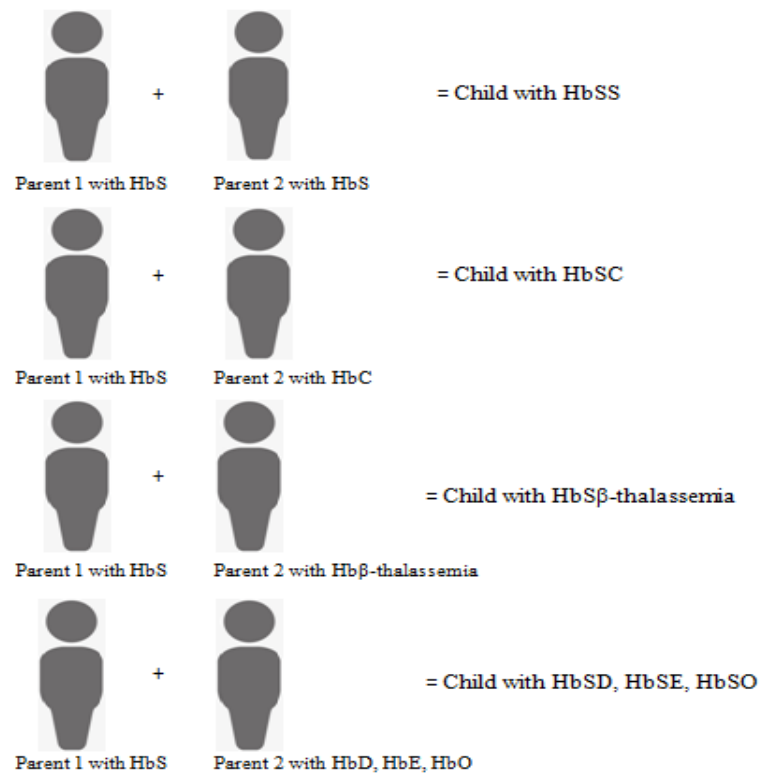 +
= Child with HbSS
Parent 1 with HbS
Parent 2 with HbS
+
= Child with HbSC
Parent 1 with HbS
Parent 2 with HbC
+
= Child with HbSβ-thalassemia
Parent 1 with HbS
Parent 2 with Hbβ-thalassemia
+
= Child with HbSD, HbSE, HbSO
Parent 1 with HbS
Parent 2 with HbD, HbE, HbO